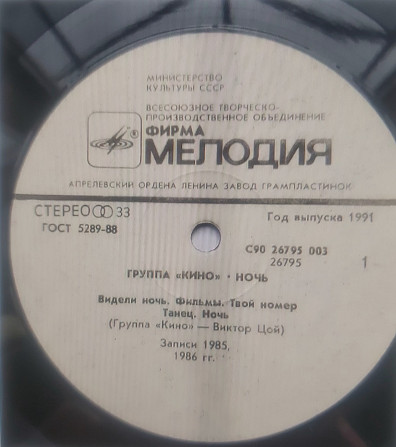 МИНИСТЕРСТВО
КУЛЬТУРЫ СССР
ВСЕСОЮЗНОЕ ТВОРЧЕСКО-
ПРОИЗВОДСТВЕННОЕ ОБЪЕДИНЕНИЕ
® ФИРМА
МЕЛОДИЯ
АПРЕЛЕВСКИЙ ОРДЕНА ЛЕНИНА ЗАВОД ГРАМПЛАСТИНОК
СТЕРЕО 33
Год выпуска 1991
ГОСТ 5289-88
С90 26795 003
26795
1
ГРУППА «КИНО» · НОЧЬ
Видели ночь. Фильмы. Твой номер
Танец. Ночь
(Группа «Кино» — Виктор Цой)
Записи 1985,
1986 гг.